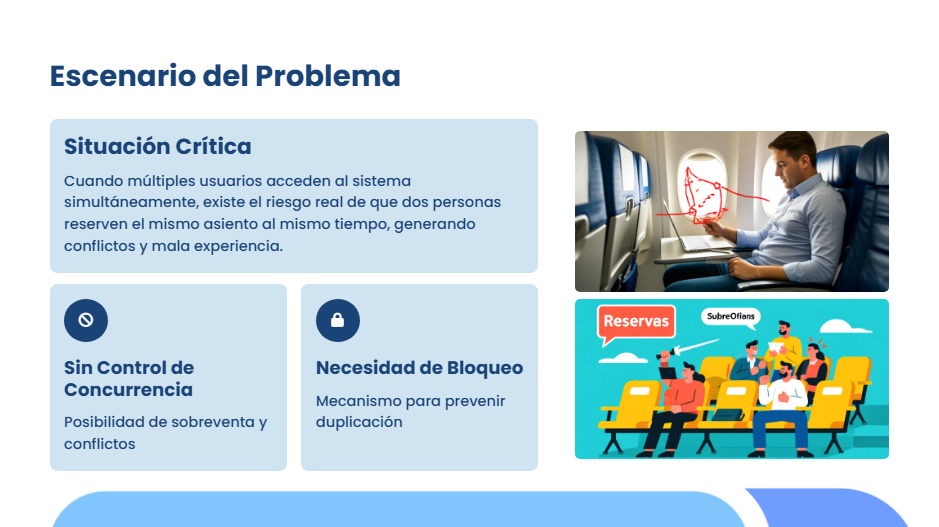 Escenario del Problema
Situación Crítica
Cuando múltiples usuarios acceden al sistema
simultáneamente, existe el riesgo real de que dos personas
reserven el mismo asiento al mismo tiempo, generando
conflictos y mala experiencia.
Sin Control de
Concurrencia
Posibilidad de sobreventa y
conflictos
Necesidad de Bloqueo
Mecanismo para prevenir
duplicación
Reservas
SubreOfians